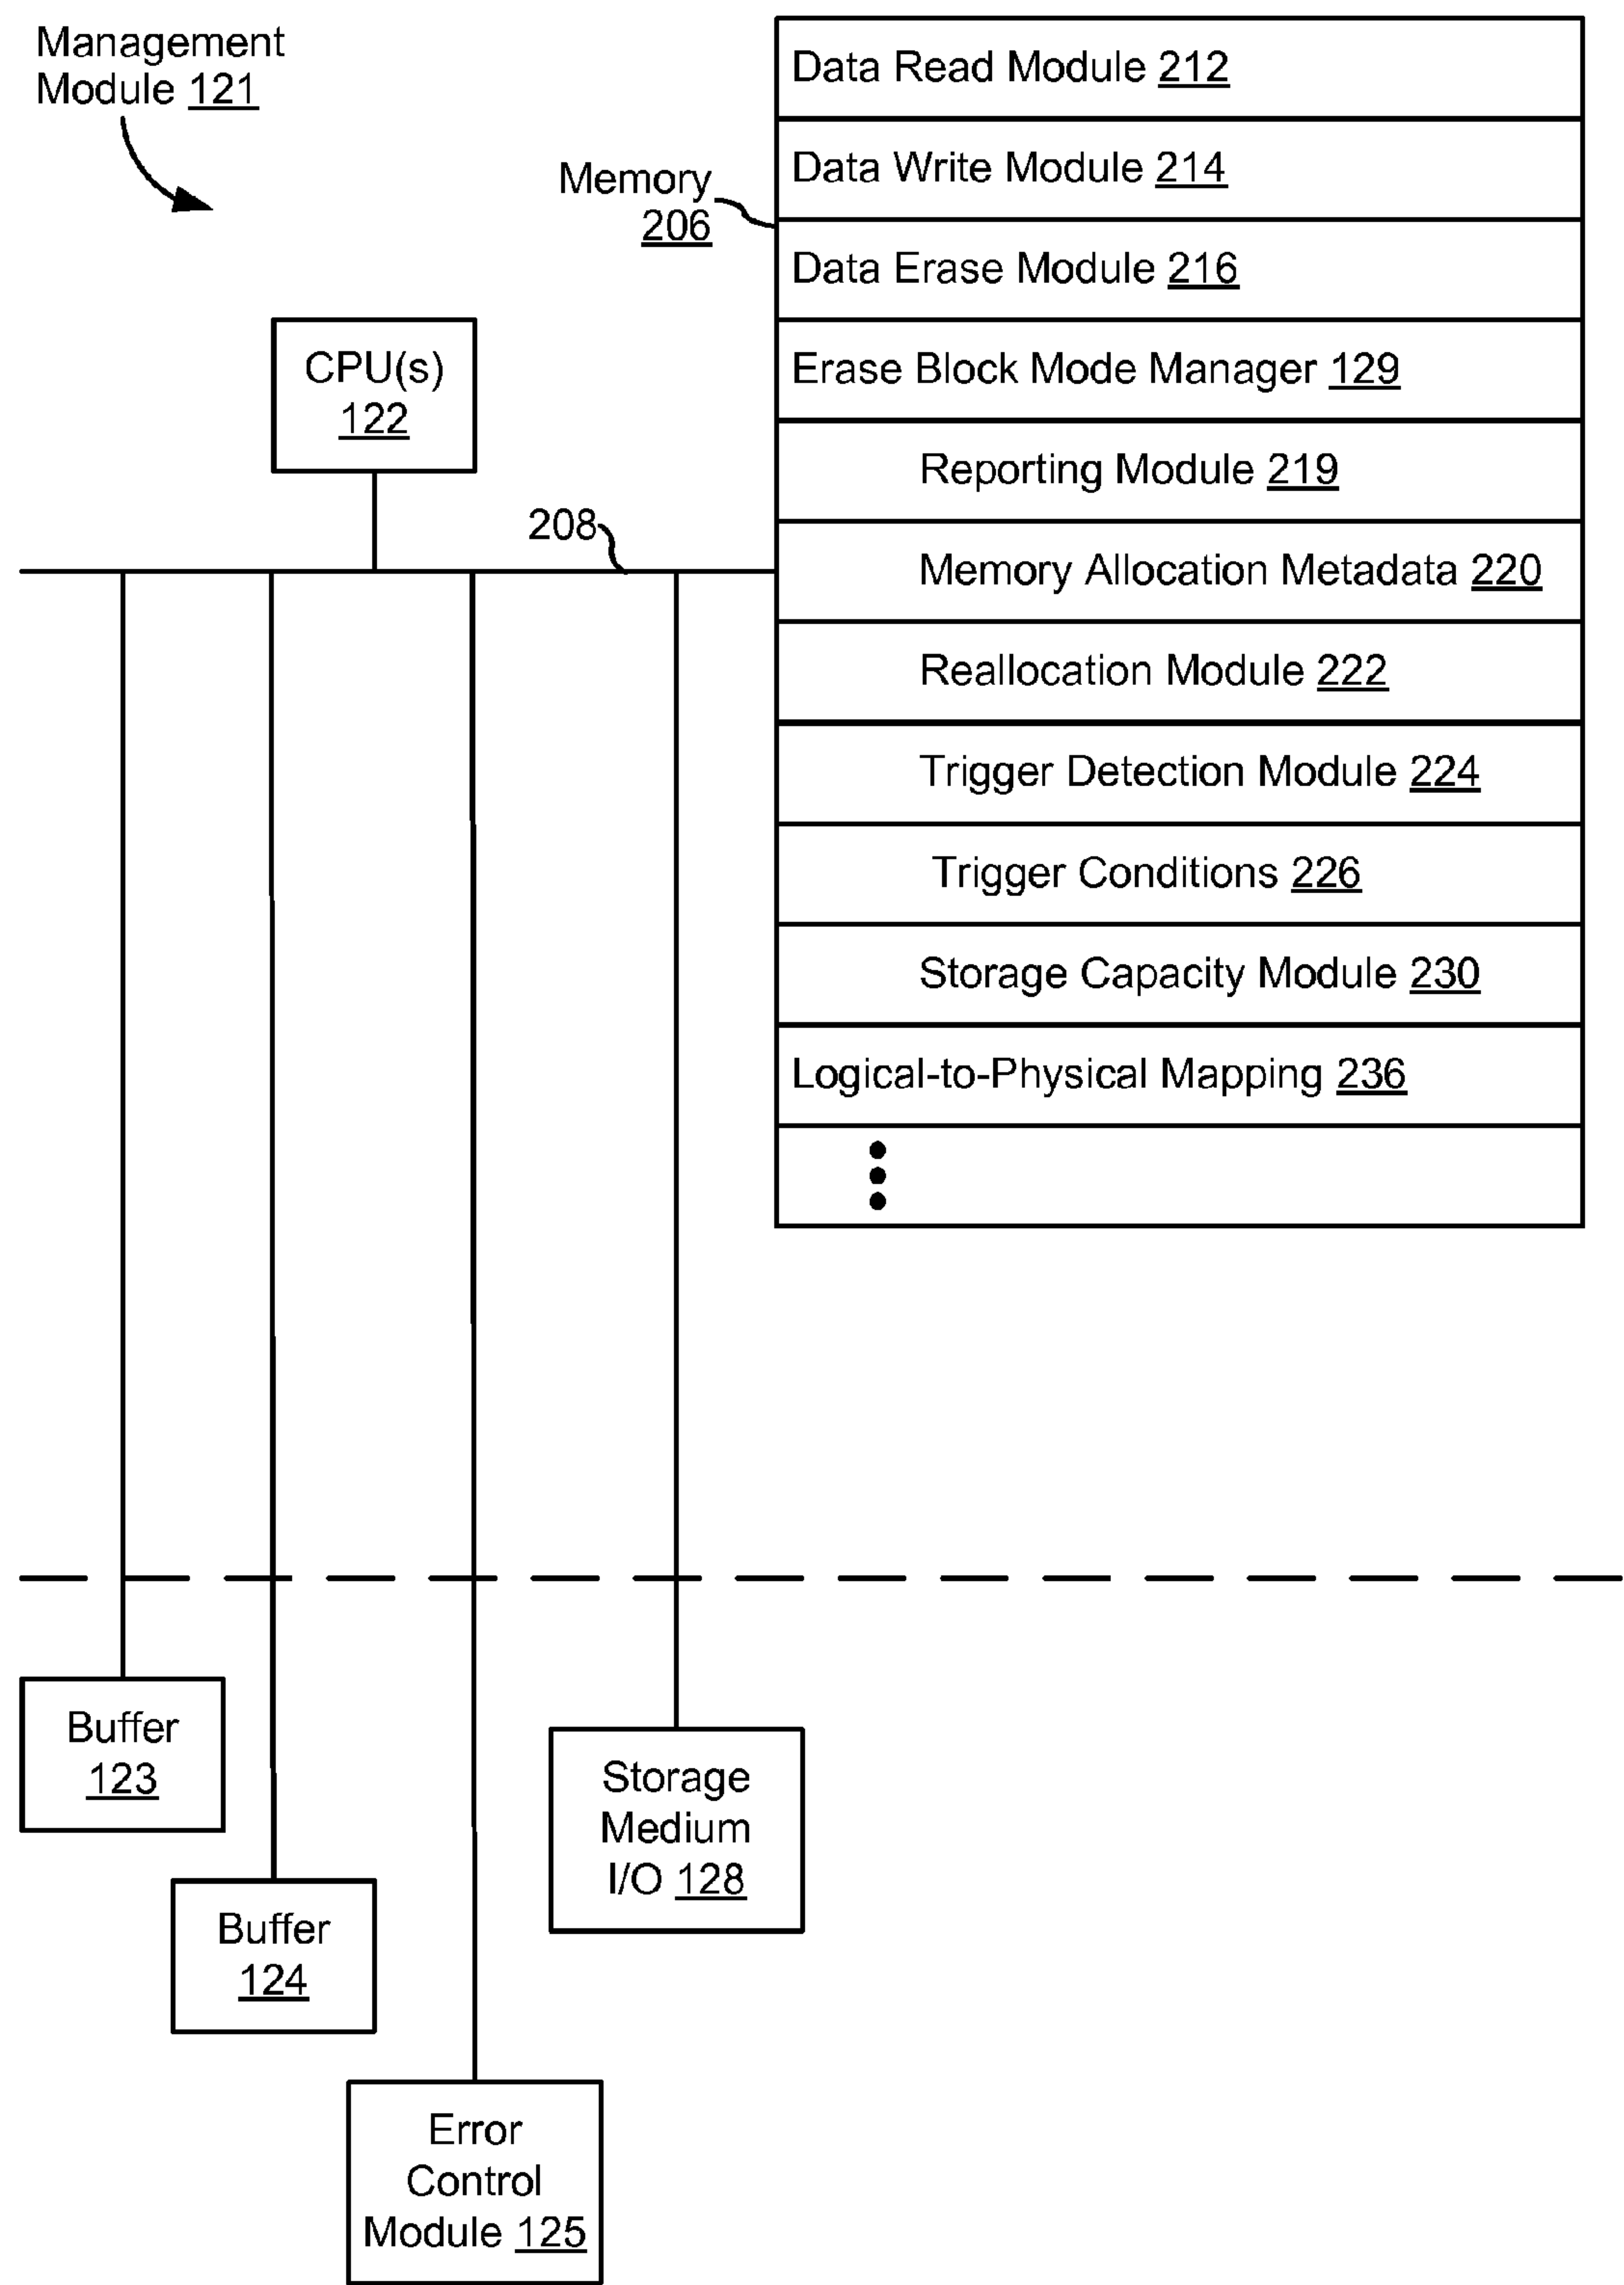 Management
Module 121
Data Read Module 212
Data Write Module 214
Memory
206
Data Erase Module 216
CPU(s)
122
Erase Block Mode Manager 129
Reporting Module 219
208
Memory Allocation Metadata 220
Reallocation Module 222
Trigger Detection Module 224
Trigger Conditions 226
Storage Capacity Module 230
Logical-to-Physical Mapping 236
Buffer
123
Storage
Medium
I/O 128
Buffer
124
Error
Control
Module 125